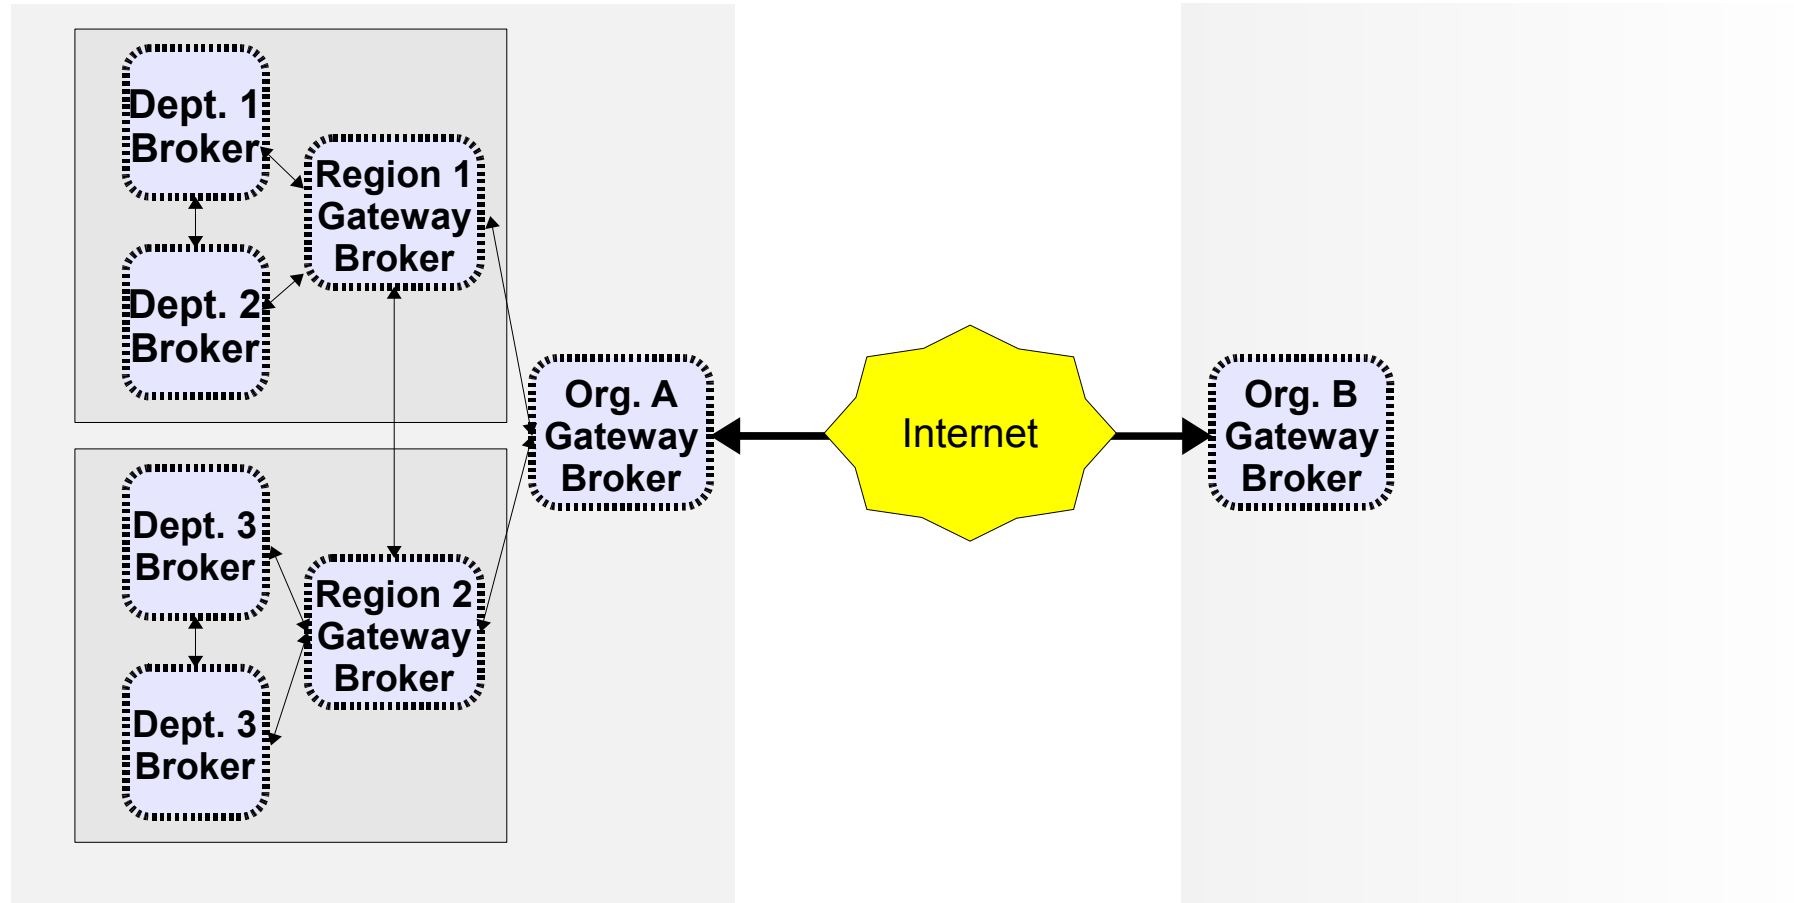 Dept. 1
Broker
Region 1
Gateway
Broker
Dept. 2
Broker
Org. A
Gateway
Broker
Internet
Org. B
Gateway
Broker
Dept. 3
Broker
Region 2
Gateway
Broker
Dept. 3
Broker